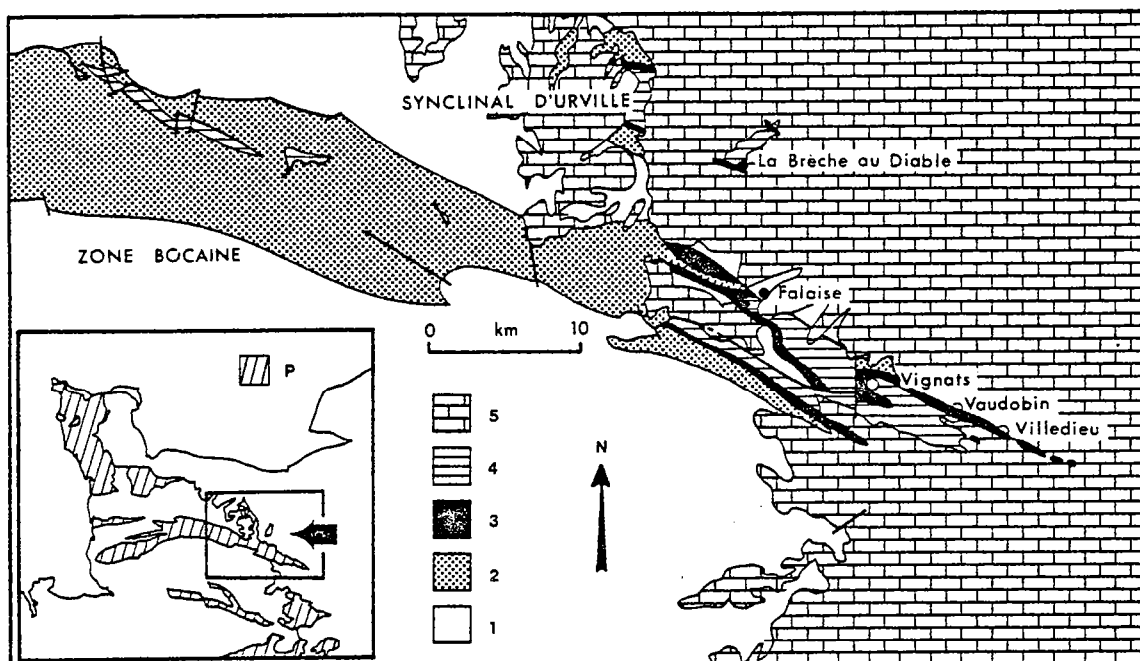 SYNCLINAL D'URVILLE
La Brèche au Diable
ZONE BOCAINE
Falaise
0 km 10
P
Vignats
5
Vaudobin
Villedieu
4
N
3
2
1